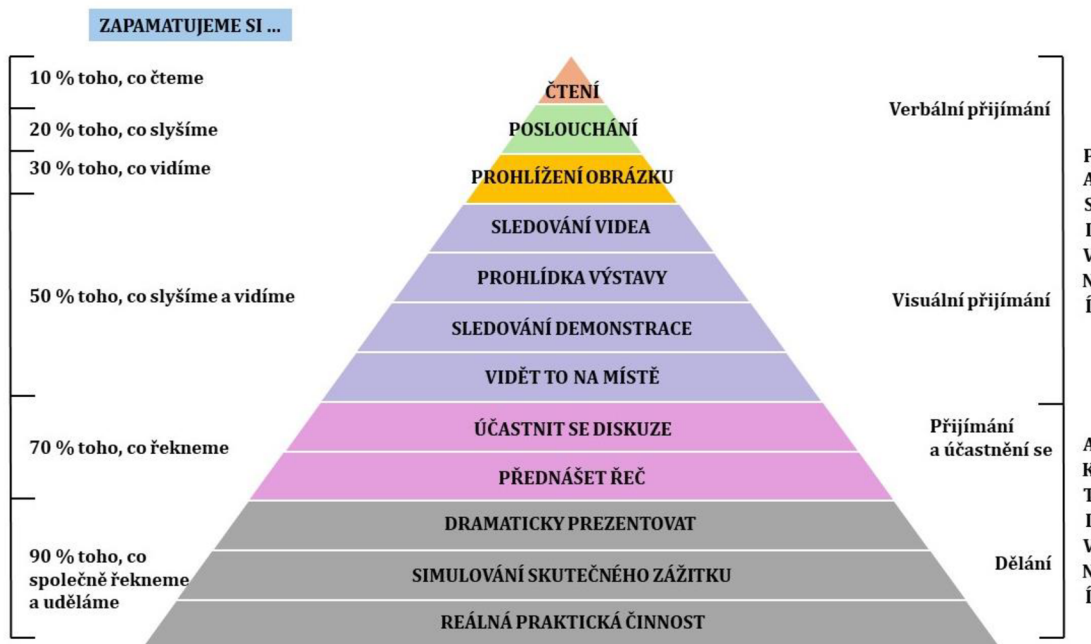 ZAPAMATUJEME SI ...
10 % toho, co čteme
20 % toho, co slyšíme
30 % toho, co vidíme
50 % toho, co slyšíme a vidíme
70 % toho, co řekneme
90 % toho, co
společně řekneme
a uděláme
ČTENÍ
POSLOUCHÁNÍ
PROHLÍŽENÍ OBRÁZKU
SLEDOVÁNÍ VIDEA
PROHLÍDKA VÝSTAVY
SLEDOVÁNÍ DEMONSTRACE
VIDĚT TO NA MÍSTĚ
ÚČASTNIT SE DISKUZE
PŘEDNÁŠET ŘEČ
DRAMATICKY PREZENTOVAT
SIMULOVÁNÍ SKUTEČNÉHO ZÁŽITKU
REÁLNÁ PRAKTICKÁ ČINNOST
Verbální přijímání
Visuální přijímání
Přijímání
a účastnění se
Dělání
P
A
S
I
V
N
Í
A
K
T
I
V
N
Í